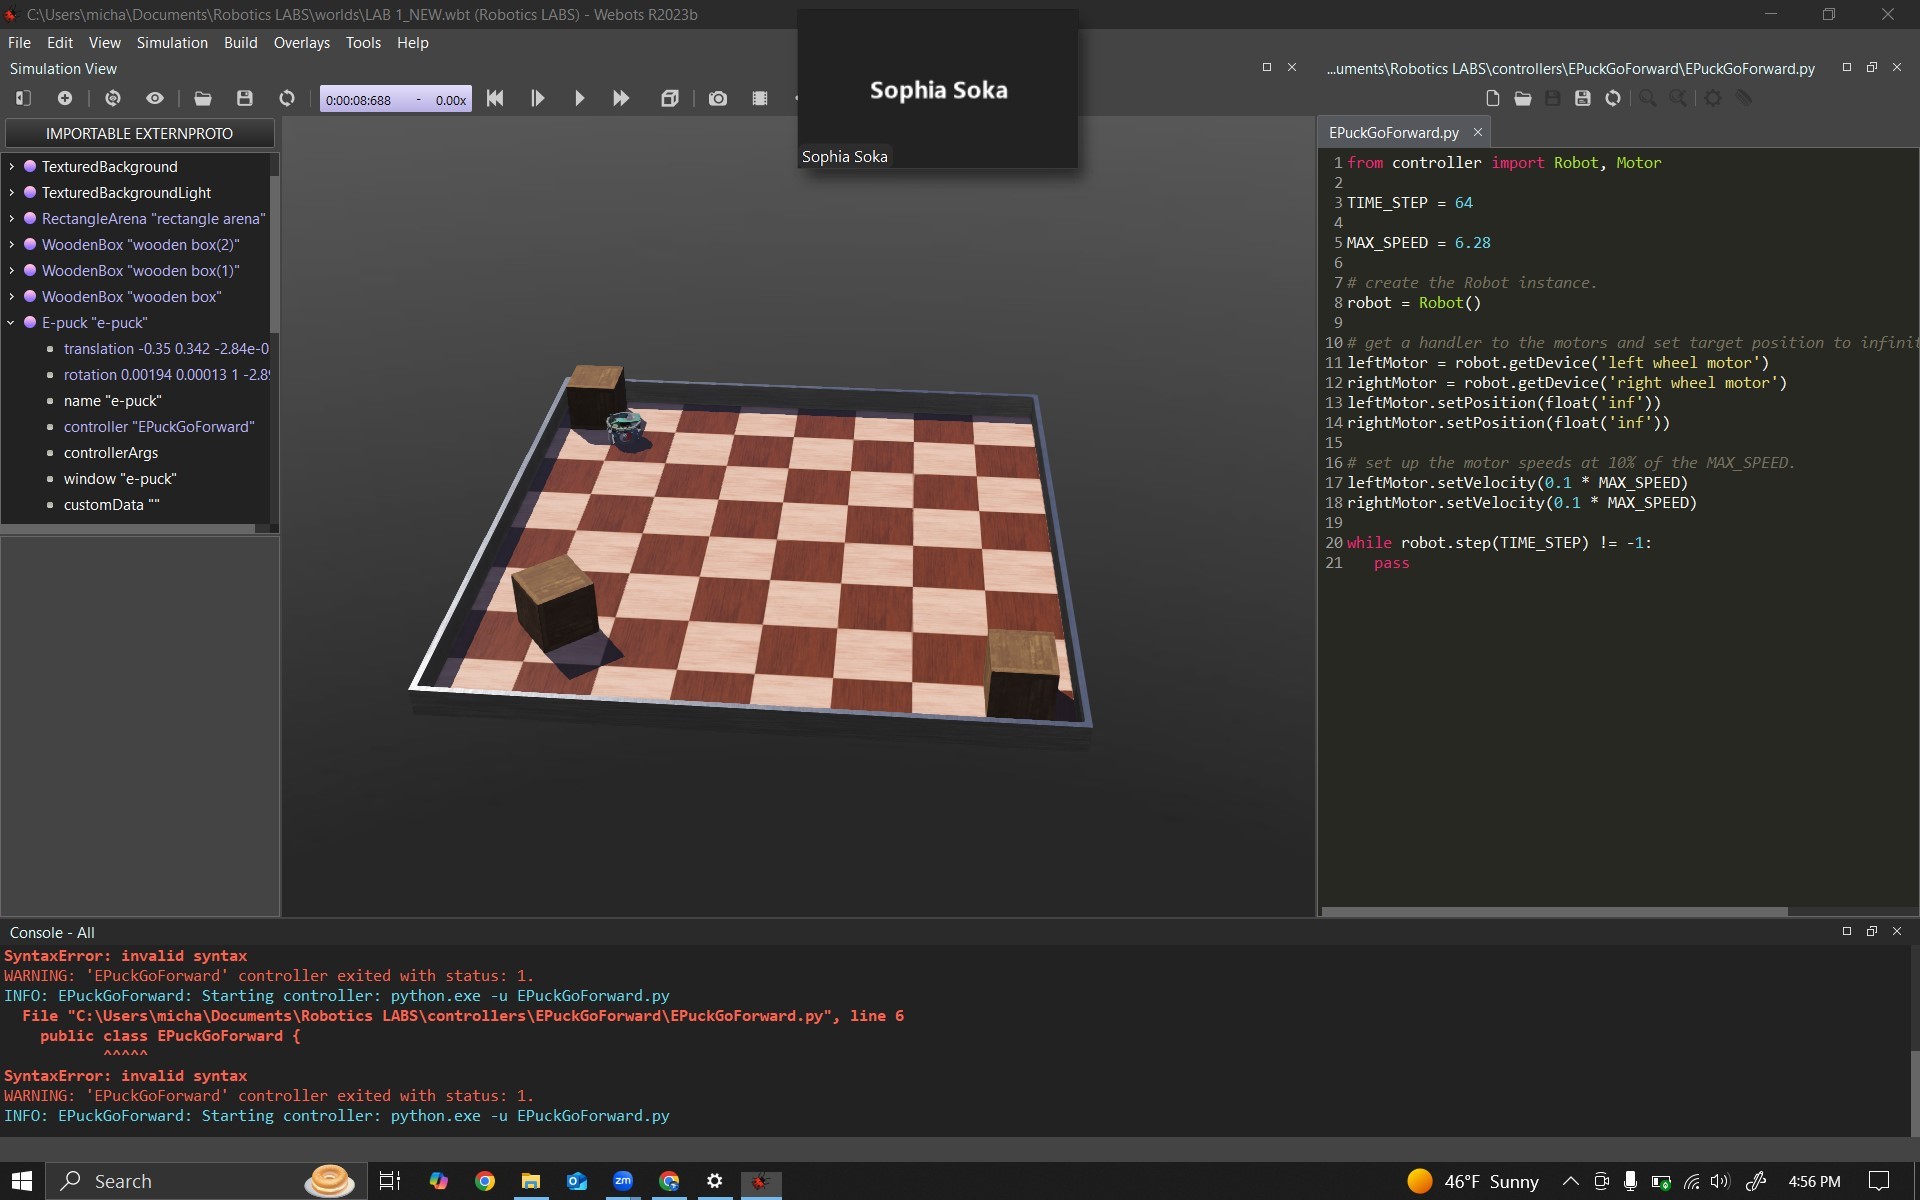 C:\Users\micha\Documents\Robotics LABS\worlds\LAB 1_NEW.wbt (Robotics LABS) - Webots R2023b
File Edit View Simulation Build Overlays Tools Help
Simulation View
0:00:08:688 - 0.00x
Sophia Soka
Sophia Soka
IMPORTABLE EXTERNPROTO
TexturedBackground
TexturedBackgroundLight
RectangleArena "rectangle arena"
WoodenBox "wooden box(2)"
WoodenBox "wooden box(1)"
WoodenBox "wooden box"
E-puck "e-puck"
translation -0.35 0.342 -2.84e-0
rotation 0.00194 0.00013 1 -2.89
name "e-puck"
controller "EPuckGoForward"
controllerArgs
window "e-puck"
customData ""
...uments\Robotics LABS\controllers\EPuckGoForward\EPuckGoForward.py
EPuckGoForward.py
1 from controller import Robot, Motor
2
3 TIME_STEP = 64
4
5 MAX_SPEED = 6.28
6
7 # create the Robot instance.
8 robot = Robot()
9
10 # get a handler to the motors and set target position to infinit
11 leftMotor = robot.getDevice('left wheel motor')
12 rightMotor = robot.getDevice('right wheel motor')
13 leftMotor.setPosition(float('inf'))
14 rightMotor.setPosition(float('inf'))
15
16 # set up the motor speeds at 10% of the MAX_SPEED.
17 leftMotor.setVelocity(0.1 * MAX_SPEED)
18 rightMotor.setVelocity(0.1 * MAX_SPEED)
19
20 while robot.step(TIME_STEP) != -1:
21 pass
Console - All
SyntaxError: invalid syntax
WARNING: 'EPuckGoForward' controller exited with status: 1.
INFO: EPuckGoForward: Starting controller: python.exe -u EPuckGoForward.py
File "C:\Users\micha\Documents\Robotics LABS\controllers\EPuckGoForward\EPuckGoForward.py", line 6
public class EPuckGoForward {
^^^^^
SyntaxError: invalid syntax
WARNING: 'EPuckGoForward' controller exited with status: 1.
INFO: EPuckGoForward: Starting controller: python.exe -u EPuckGoForward.py
Search
zm
46°F Sunny
4:56 PM